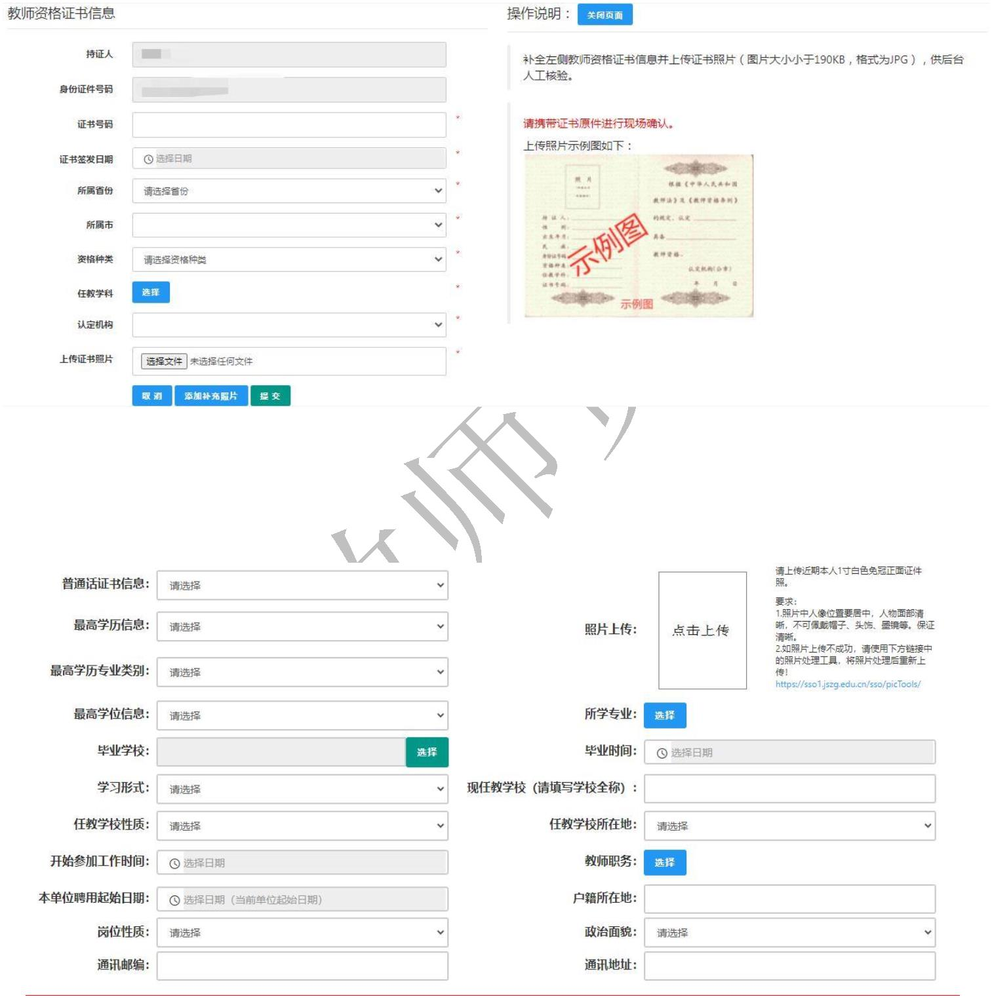 教师资格证书信息
持证人
身份证件号码
证书号码
*
证书签发日期
选择日期
*
所属省份
请选择首份
*
所属市
*
资格种类
请选择资格种类
*
任教学科
选择
*
认定机构
*
上传证书照片
选择文件 未选择任何文件
*
取 消
添加补充照片
提 交
操作说明：
关闭页面
补全左侧教师资格证书信息并上传证书照片（图片大小小于190KB，格式为JPG），供后台
人工核验。
请携带证书原件进行现场确认。
上传照片示例图如下：
照 片
持 证 人：
性 别：
出生年月：
民 族：
身份证号码：
资格种类：
任教学科：
证书号码：
根据《中华人民共和国
教师法》及《教师资格条例》
的规定，认定
具备
教师资格。
认定机构（公章）
年 月 日
示例图
示例图
师
普通话证书信息：
请选择
最高学历信息：
请选择
最高学历专业类别：
请选择
照片上传：
点击上传
请上传近期本人1寸白色免冠正面证件
照。
要求：
1.照片中人像位置要居中，人物面部清
晰，不可佩戴帽子、头饰、墨镜等。保证
清晰。
2.如照片上传不成功，请使用下方链接中
的照片处理工具，将照片处理后重新上
传！
https://sso1.jszg.edu.cn/sso/picTools/
最高学位信息：
请选择
所学专业：
选择
毕业学校：
选择
毕业时间：
选择日期
学习形式：
请选择
现任教学校（请填写学校全称）：
任教学校性质：
请选择
任教学校所在地：
请选择
开始参加工作时间：
选择日期
教师职务：
选择
本单位聘用起始日期：
选择日期（当前单位起始日期）
户籍所在地：
岗位性质：
请选择
政治面貌：
请选择
通讯邮编：
通讯地址：